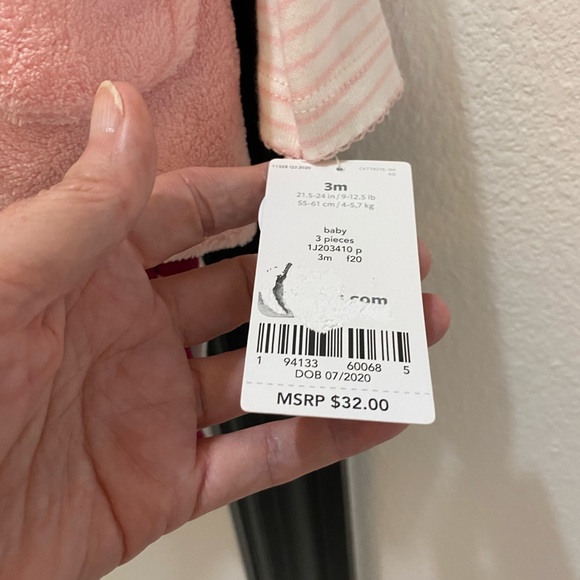 3m
21.5-24 in / 9-12.5 lb
55-61 cm / 4-5,7 kg
baby
3 pieces
1J203410 p
3m f20
.com
1 94133 60068 5
DOB 07/2020
MSRP $32.00